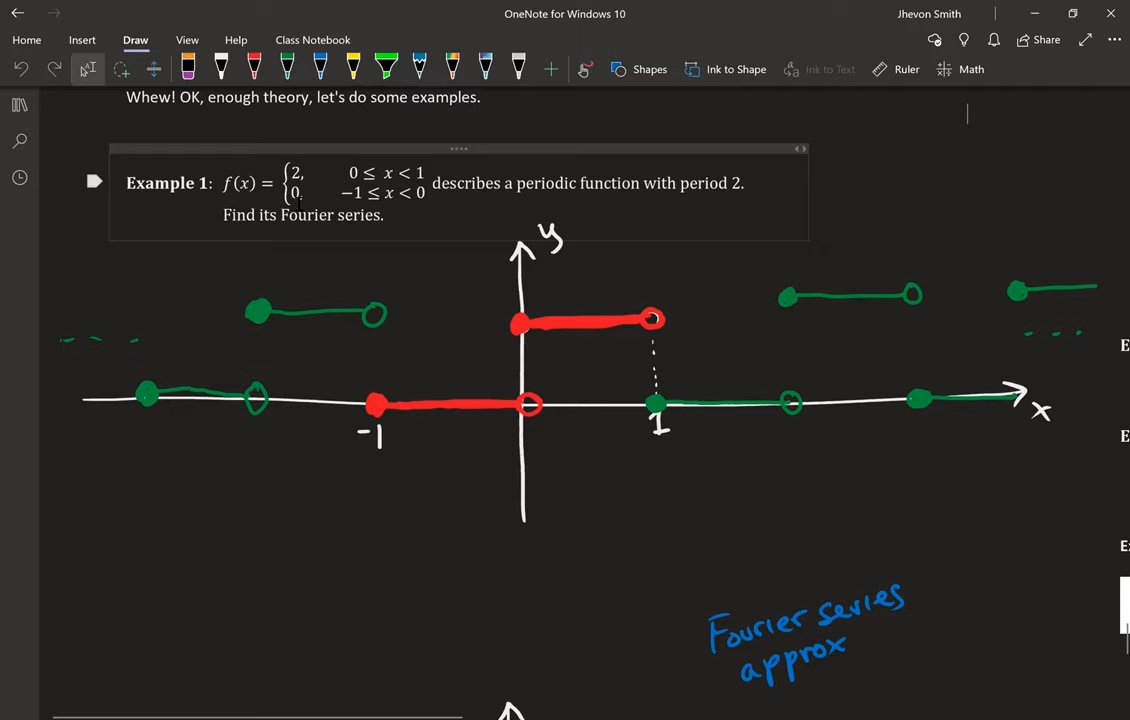 OneNote for Windows 10
Jhevon Smith
Home Insert Draw View Help Class Notebook
Share
Shapes Ink to Shape Ink to Text Ruler Math
Whew! OK, enough theory, let's do some examples.
Example 1: f(x) = {2, 0 ≤ x < 1
0, −1 ≤ x < 0 describes a periodic function with period 2.
Find its Fourier series.
y
E
x
-1
1
E
Ex
Fourier series
approx